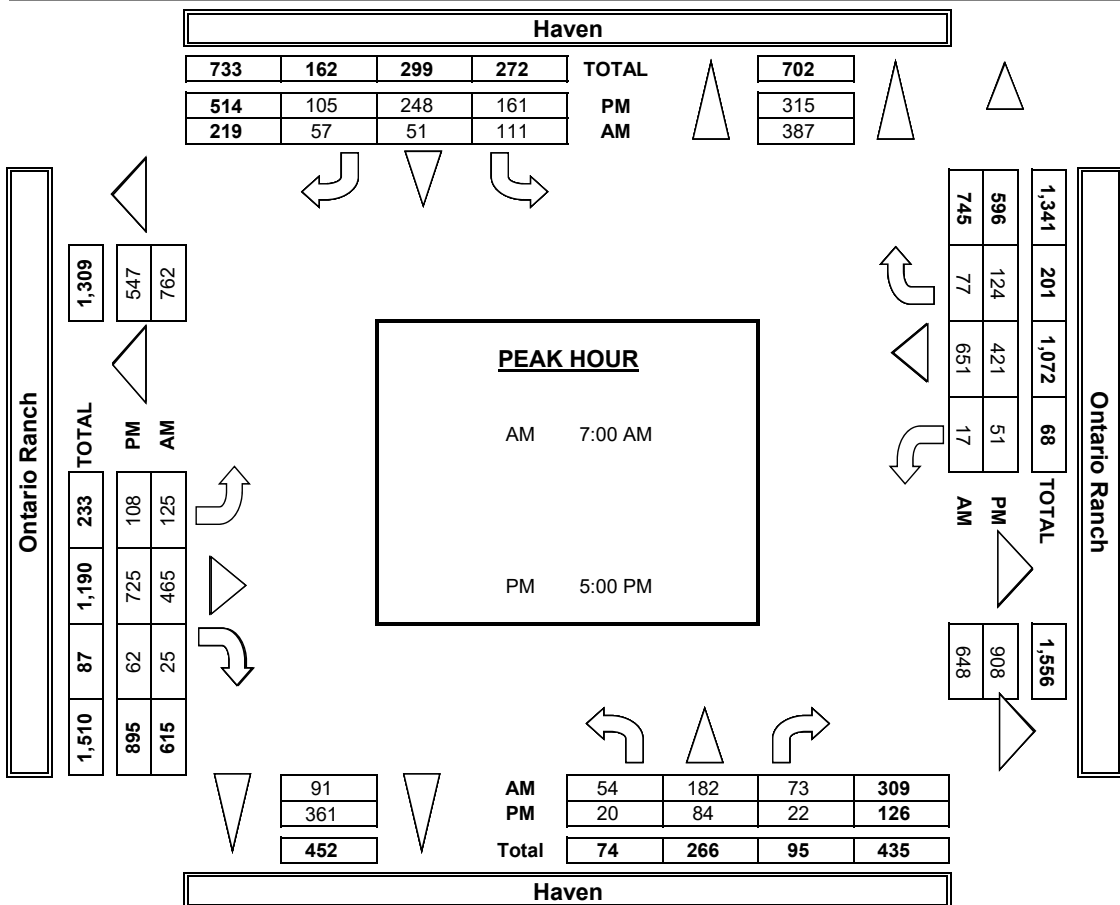 Haven
733 162 299 272 TOTAL 702
514 105 248 161 PM 315
219 57 51 111 AM 387
Ontario Ranch
1,309 547 762
TOTAL PM AM
233 108 125
1,190 725 465
87 62 25
1,510 895 615
PEAK HOUR
AM 7:00 AM
PM 5:00 PM
745 596 1,341
77 124 201
651 421 1,072
17 51 68
AM PM TOTAL
648 908 1,556
Ontario Ranch
91 AM 54 182 73 309
361 PM 20 84 22 126
452 Total 74 266 95 435
Haven